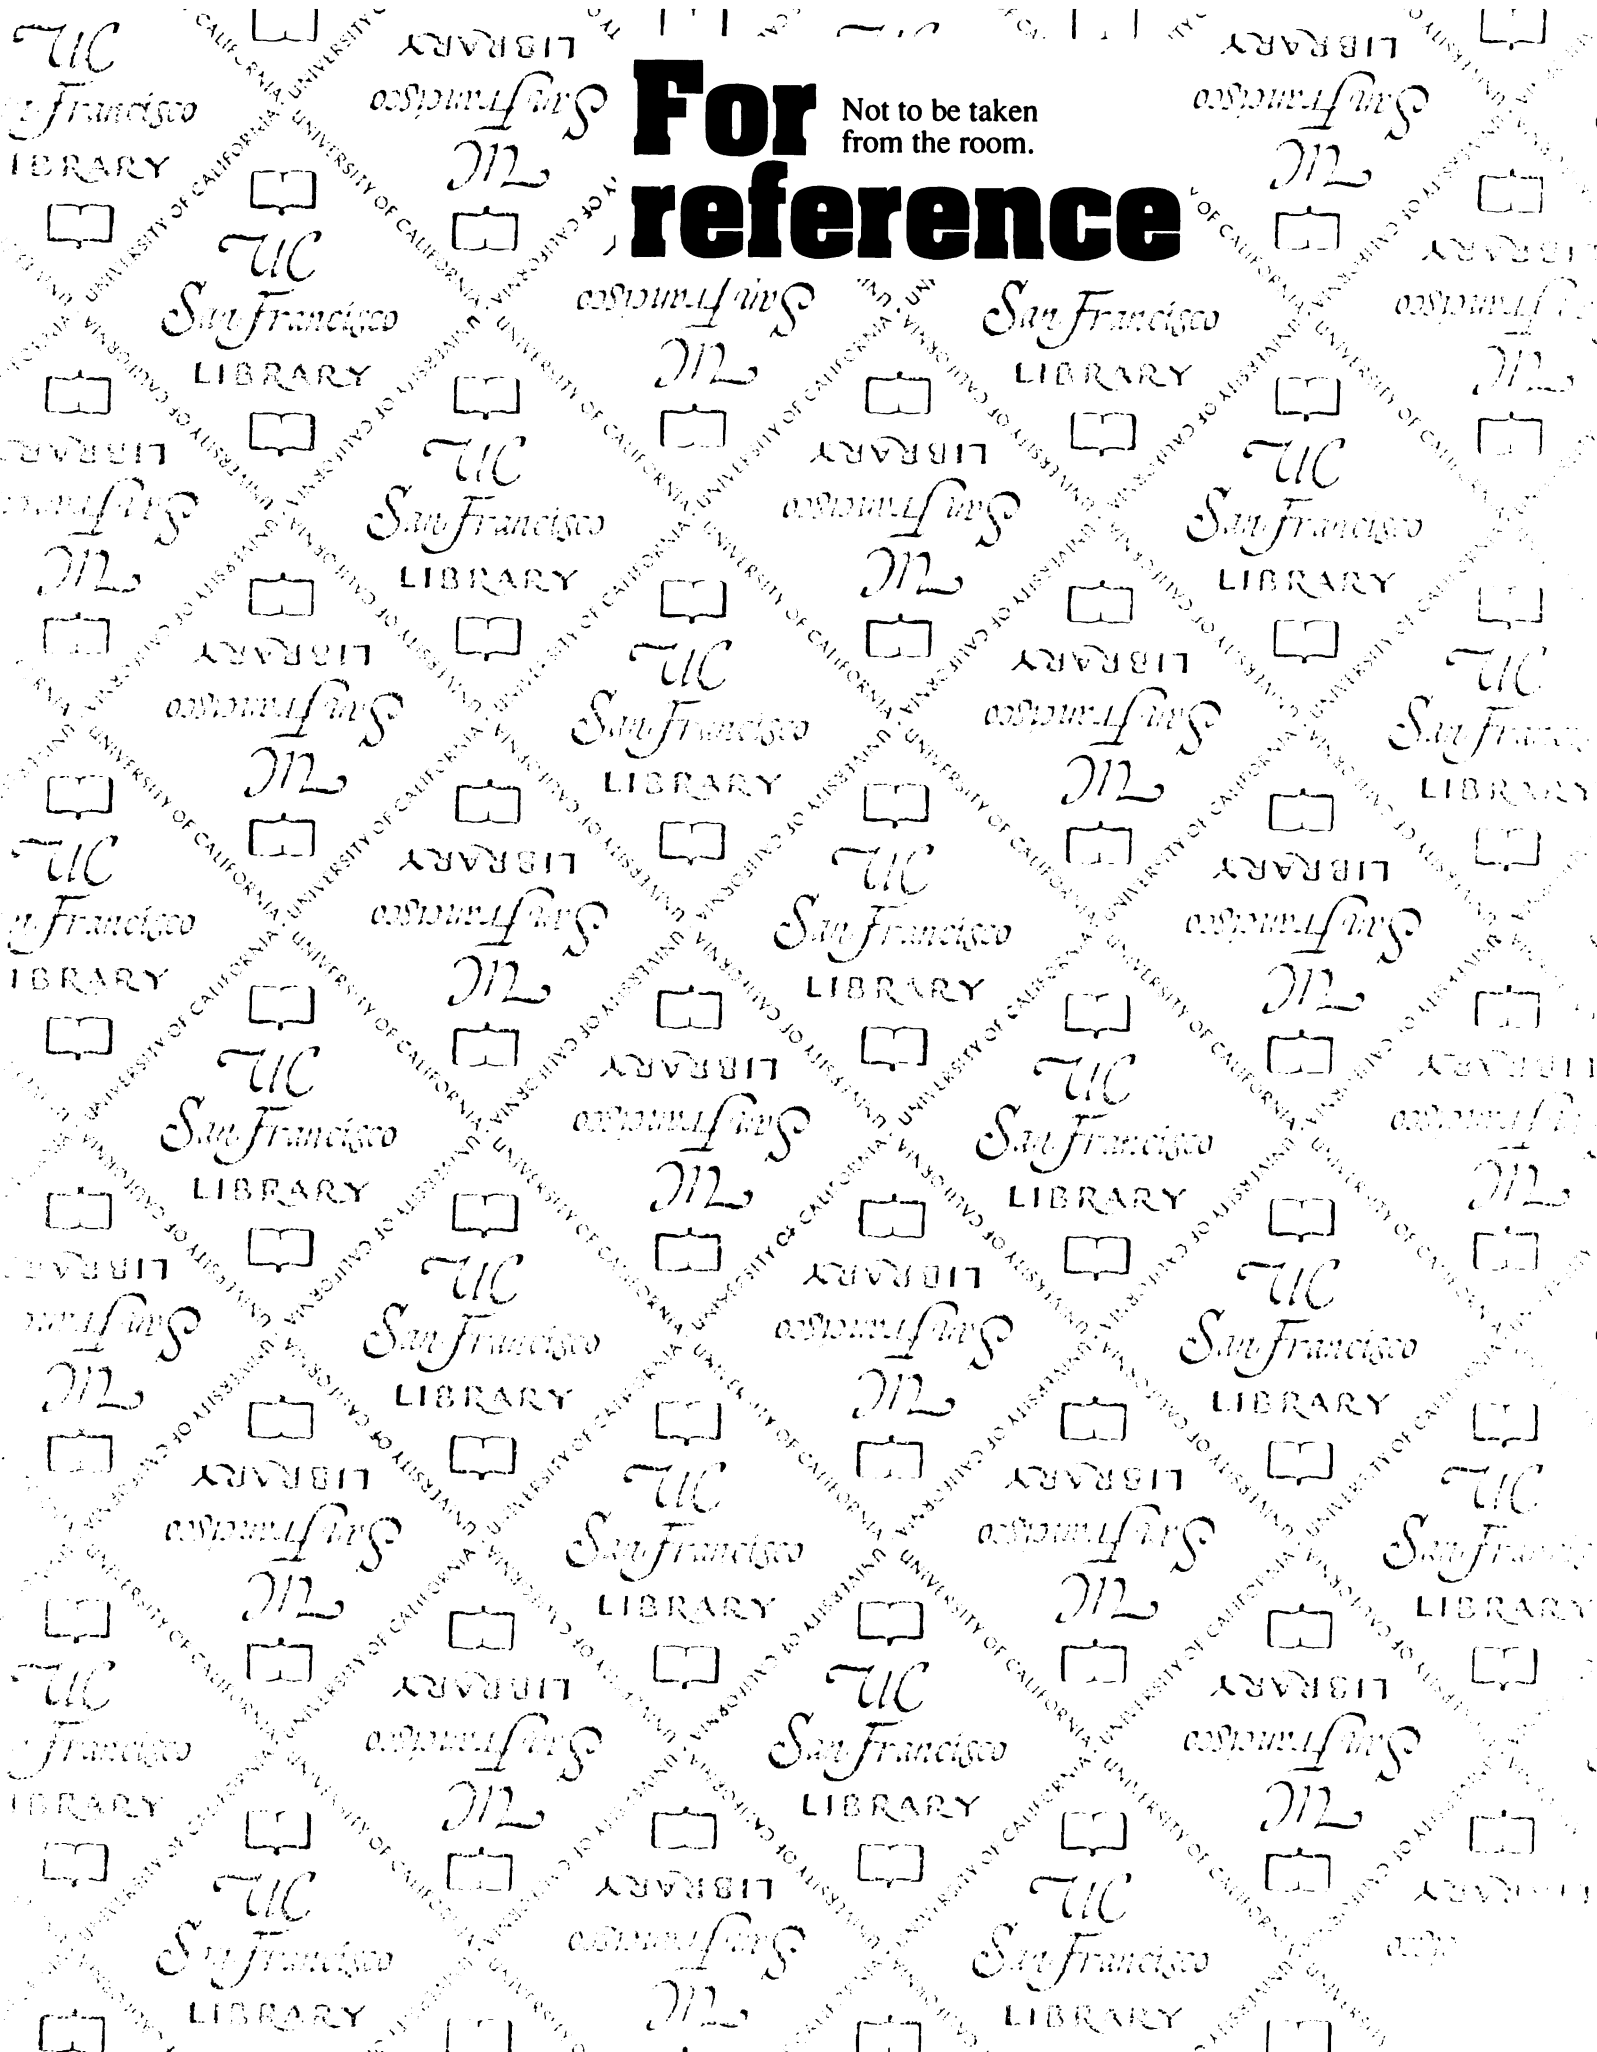 For
Not to be taken
from the room.
reference
UC
San Francisco
LIBRARY
UNIVERSITY OF CALIFORNIA